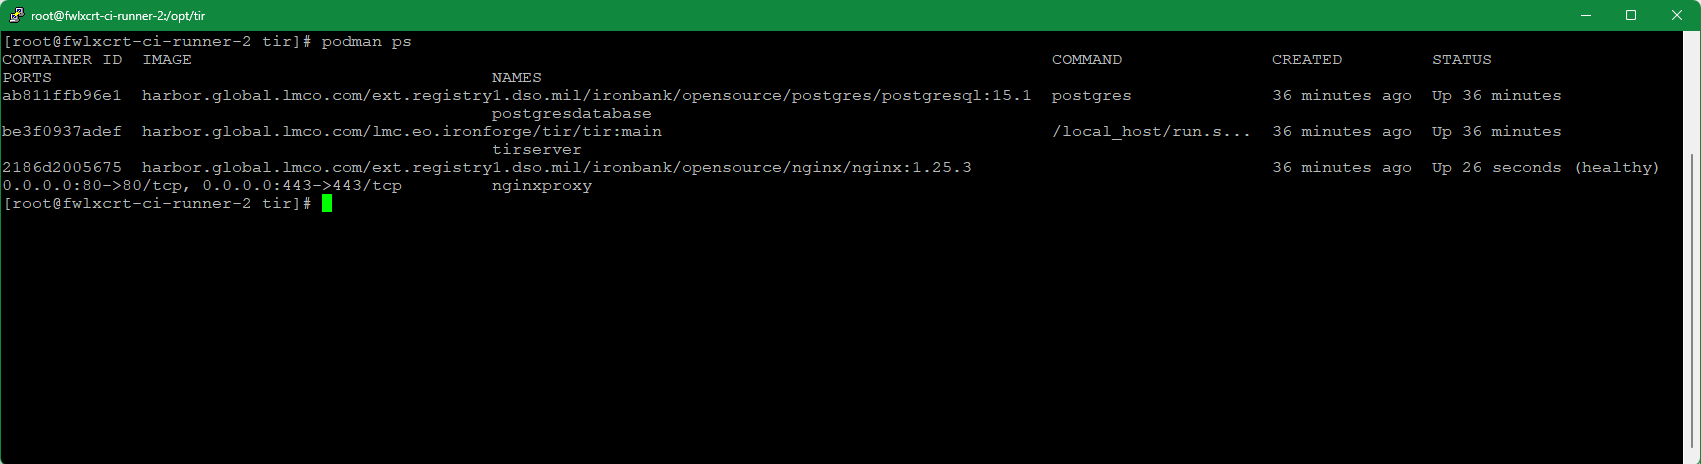 root@fwlxcrt-ci-runner-2:/opt/tir
[root@fwlxcrt-ci-runner-2 tir]# podman ps
CONTAINER ID  IMAGE                                                                                      COMMAND               CREATED         STATUS
PORTS                                            NAMES
ab811ffb96e1  harbor.global.lmco.com/ext.registry1.dso.mil/ironbank/opensource/postgres/postgresql:15.1  postgres              36 minutes ago  Up 36 minutes
                                                 postgresdatabase
be3f0937adef  harbor.global.lmco.com/lmc.eo.ironforge/tir/tir:main                                       /local_host/run.s...  36 minutes ago  Up 36 minutes
                                                 tirserver
2186d2005675  harbor.global.lmco.com/ext.registry1.dso.mil/ironbank/opensource/nginx/nginx:1.25.3                              36 minutes ago  Up 26 seconds (healthy)
0.0.0.0:80->80/tcp, 0.0.0.0:443->443/tcp         nginxproxy
[root@fwlxcrt-ci-runner-2 tir]#